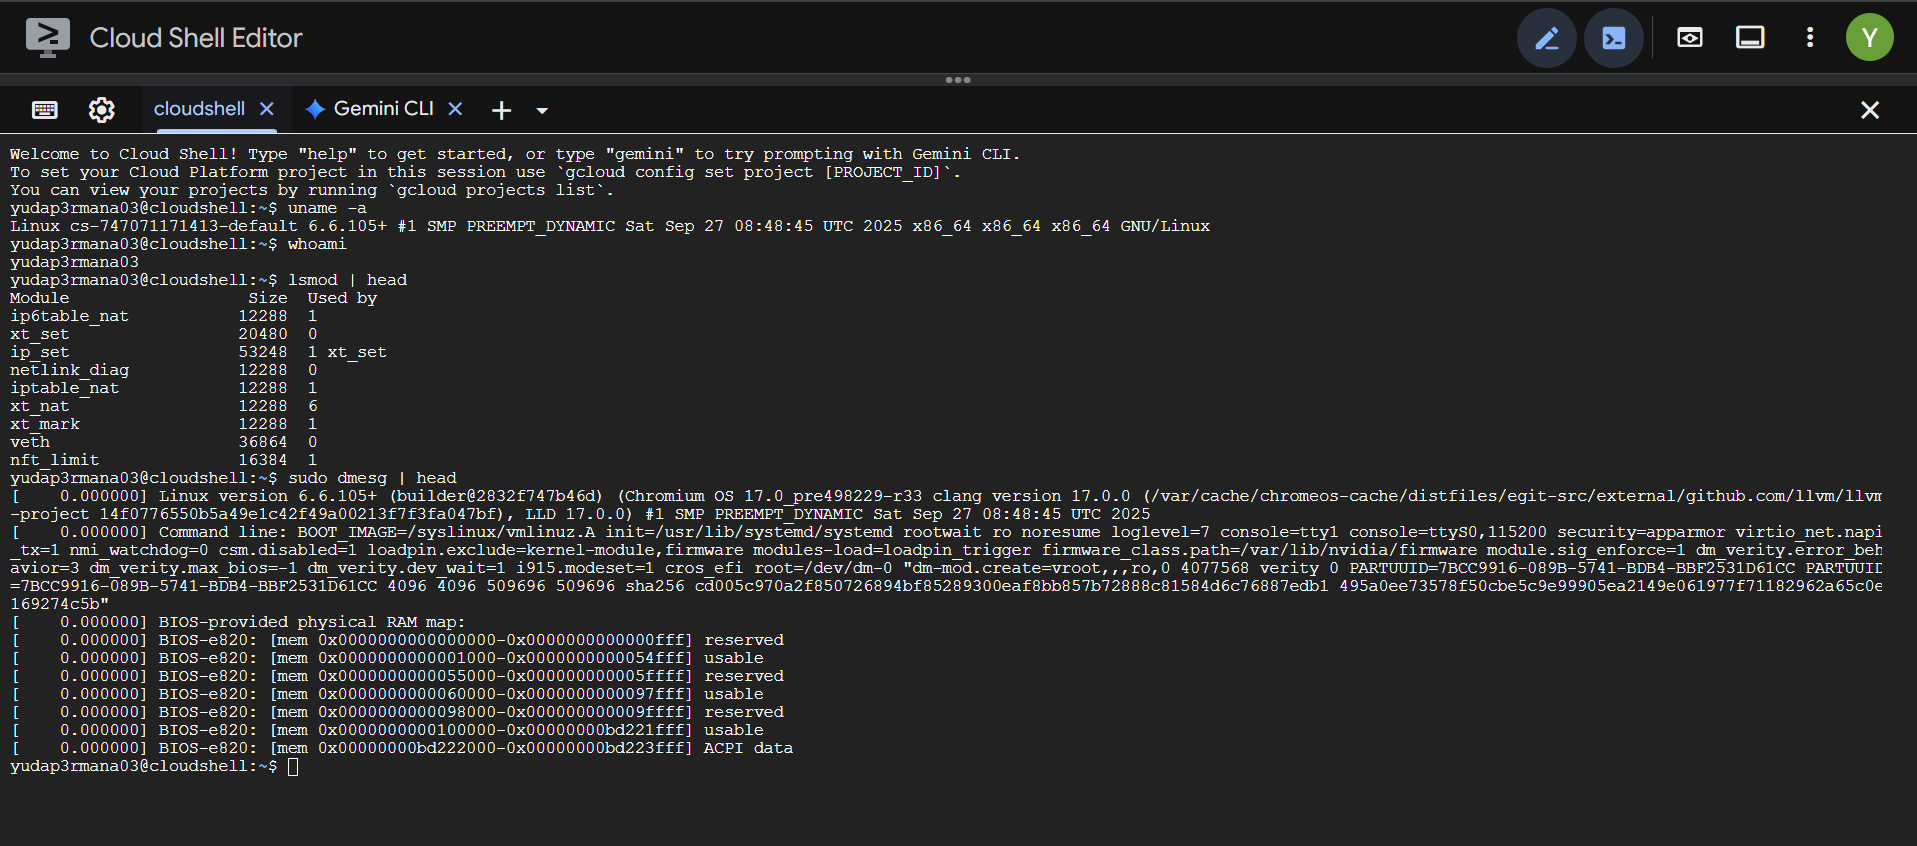 Cloud Shell Editor
Y
cloudshell
Gemini CLI
Welcome to Cloud Shell! Type "help" to get started, or type "gemini" to try prompting with Gemini CLI.
To set your Cloud Platform project in this session use `gcloud config set project [PROJECT_ID]`.
You can view your projects by running `gcloud projects list`.
yudap3rmana03@cloudshell:~$ uname -a
Linux cs-747071171413-default 6.6.105+ #1 SMP PREEMPT_DYNAMIC Sat Sep 27 08:48:45 UTC 2025 x86_64 x86_64 x86_64 GNU/Linux
yudap3rmana03@cloudshell:~$ whoami
yudap3rmana03
yudap3rmana03@cloudshell:~$ lsmod | head
Module                  Size  Used by
ip6table_nat           12288  1
xt_set                 20480  0
ip_set                 53248  1 xt_set
netlink_diag           12288  0
iptable_nat            12288  1
xt_nat                 12288  6
xt_mark                12288  1
veth                   36864  0
nft_limit              16384  1
yudap3rmana03@cloudshell:~$ sudo dmesg | head
[    0.000000] Linux version 6.6.105+ (builder@2832f747b46d) (Chromium OS 17.0_pre498229-r33 clang version 17.0.0 (/var/cache/chromeos-cache/distfiles/egit-src/external/github.com/llvm/llvm
-project 14f0776550b5a49e1c42f49a00213f7f3fa047bf), LLD 17.0.0) #1 SMP PREEMPT_DYNAMIC Sat Sep 27 08:48:45 UTC 2025
[    0.000000] Command line: BOOT_IMAGE=/syslinux/vmlinuz.A init=/usr/lib/systemd/systemd rootwait ro noresume loglevel=7 console=tty1 console=ttyS0,115200 security=apparmor virtio_net.napi
_tx=1 nmi_watchdog=0 csm.disabled=1 loadpin.exclude=kernel-module,firmware modules-load=loadpin_trigger firmware_class.path=/var/lib/nvidia/firmware module.sig_enforce=1 dm_verity.error_beh
avior=3 dm_verity.max_bios=-1 dm_verity.dev_wait=1 i915.modeset=1 cros_efi root=/dev/dm-0 "dm-mod.create=vroot,,,ro,0 4077568 verity 0 PARTUUID=7BCC9916-089B-5741-BDB4-BBF2531D61CC PARTUUID
=7BCC9916-089B-5741-BDB4-BBF2531D61CC 4096 4096 509696 509696 sha256 cd005c970a2f850726894bf85289300eaf8bb857b72888c81584d6c76887edb1 495a0ee73578f50cbe5c9e99905ea2149e061977f71182962a65c0e
169274c5b"
[    0.000000] BIOS-provided physical RAM map:
[    0.000000] BIOS-e820: [mem 0x0000000000000000-0x0000000000000fff] reserved
[    0.000000] BIOS-e820: [mem 0x0000000000001000-0x0000000000054fff] usable
[    0.000000] BIOS-e820: [mem 0x0000000000055000-0x000000000005ffff] reserved
[    0.000000] BIOS-e820: [mem 0x0000000000060000-0x0000000000097fff] usable
[    0.000000] BIOS-e820: [mem 0x0000000000098000-0x000000000009ffff] reserved
[    0.000000] BIOS-e820: [mem 0x0000000000100000-0x00000000bd221fff] usable
[    0.000000] BIOS-e820: [mem 0x00000000bd222000-0x00000000bd223fff] ACPI data
yudap3rmana03@cloudshell:~$